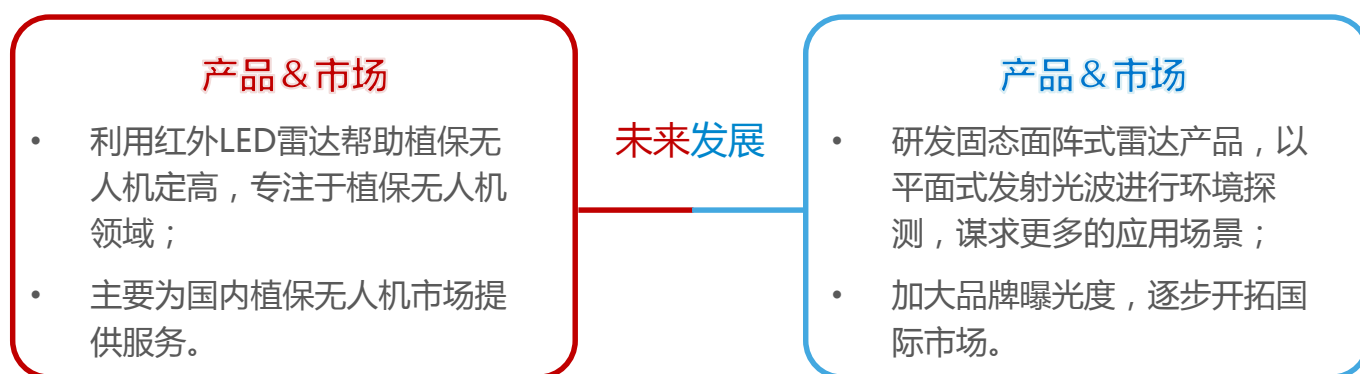 产品＆市场
• 利用红外LED雷达帮助植保无
人机定高，专注于植保无人机
领域；
• 主要为国内植保无人机市场提
供服务。
未来发展
产品＆市场
• 研发固态面阵式雷达产品，以
平面式发射光波进行环境探
测，谋求更多的应用场景；
• 加大品牌曝光度，逐步开拓国
际市场。